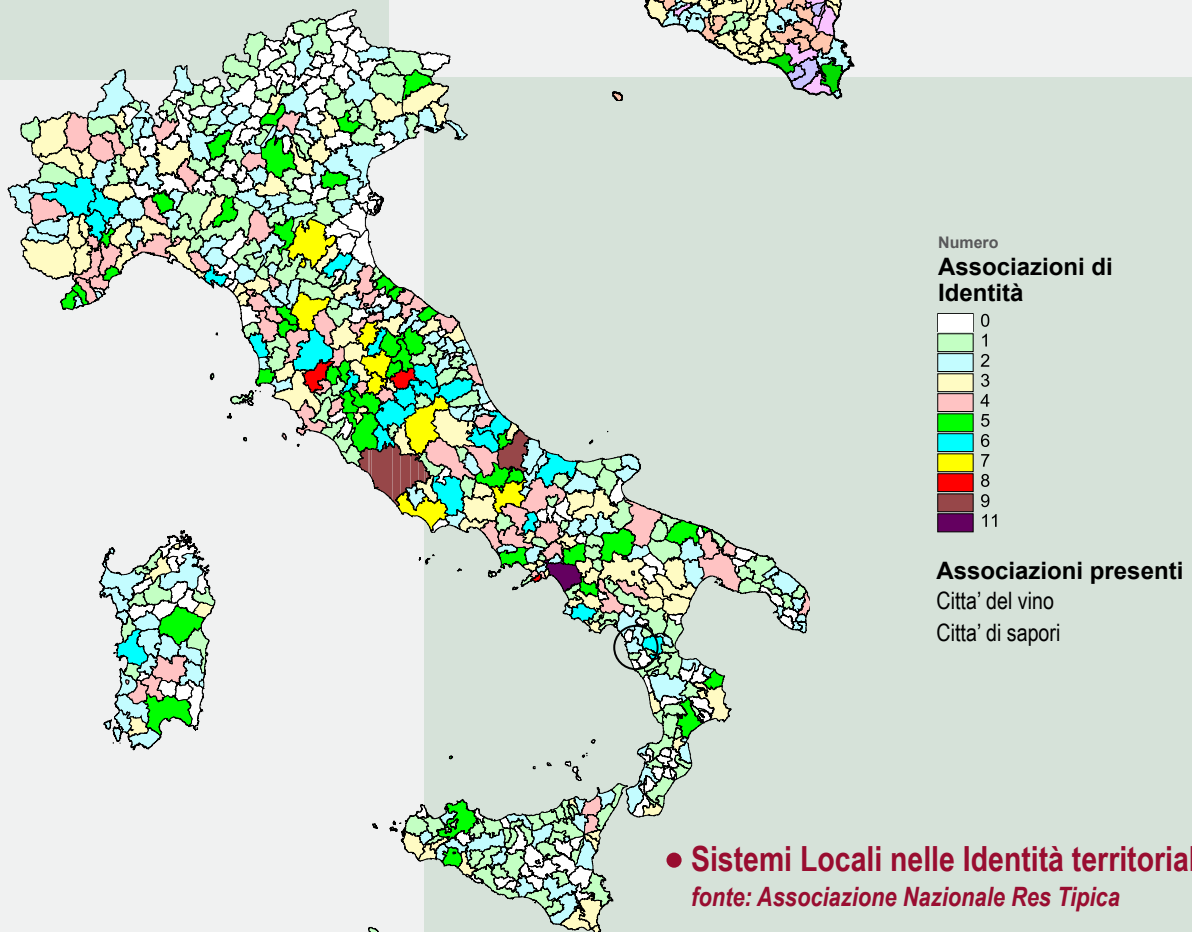 Numero
Associazioni di
Identità
0
1
2
3
4
5
6
7
8
9
11
Associazioni presenti
Citta' del vino
Citta' di sapori
• Sistemi Locali nelle Identità territorial
fonte: Associazione Nazionale Res Tipica